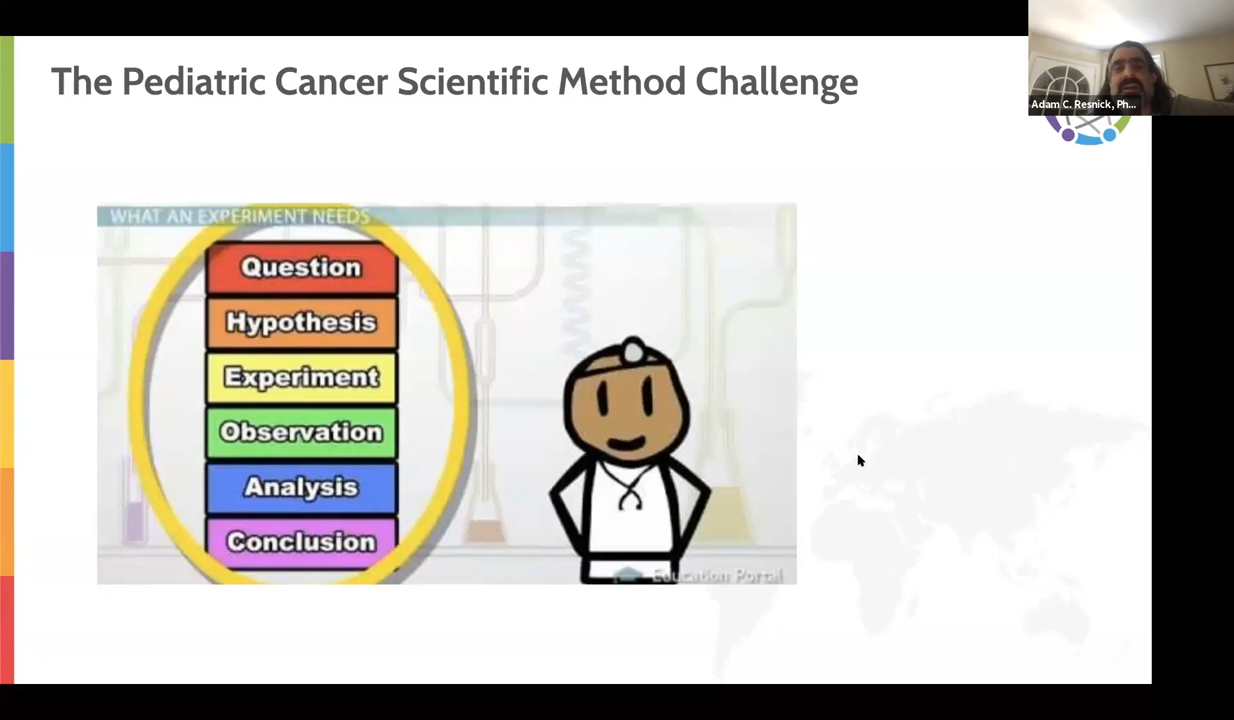 The Pediatric Cancer Scientific Method Challenge
Adam C. Resnick, Ph...
WHAT AN EXPERIMENT NEEDS
Question
Hypothesis
Experiment
Observation
Analysis
Conclusion
Education Portal